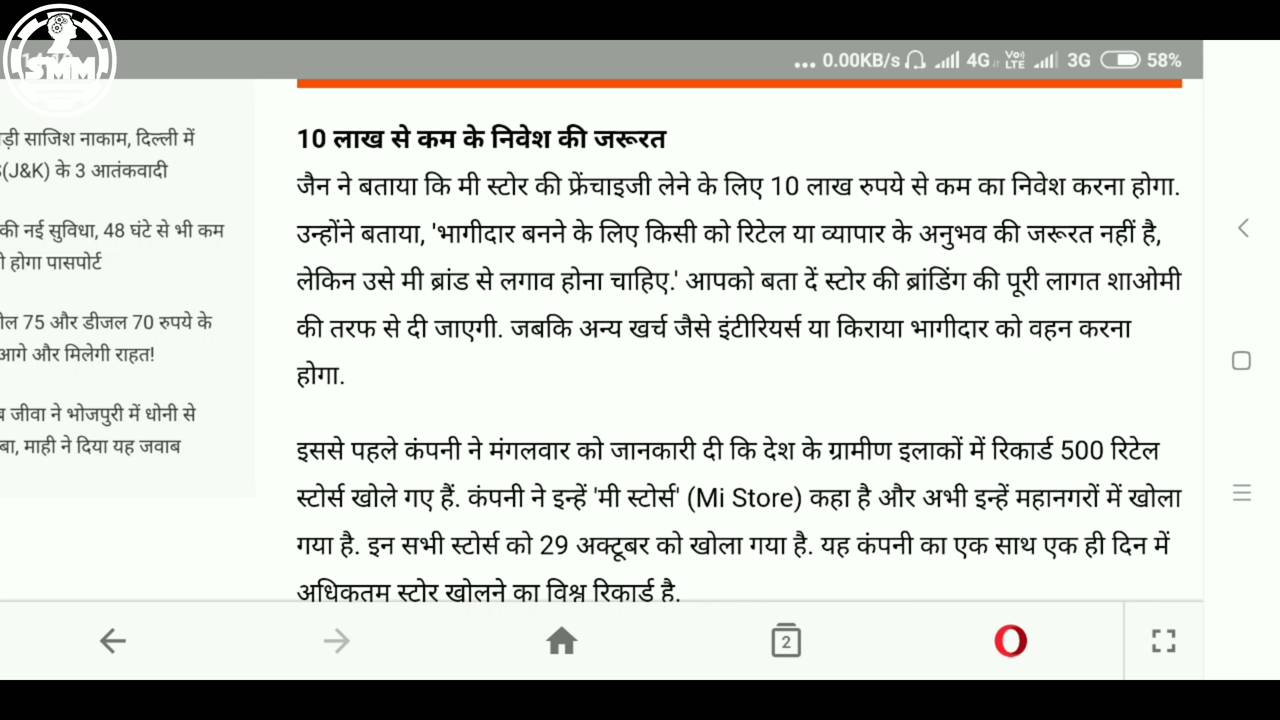 SMM
... 0.00KB/s 4G VoLTE 3G 58%
ड़ी साजिश नाकाम, दिल्ली में
(J&K) के 3 आतंकवादी
की नई सुविधा, 48 घंटे से भी कम
होगा पासपोर्ट
ल 75 और डीजल 70 रुपये के
आगे और मिलेगी राहत!
जीवा ने भोजपुरी में धोनी से
माही ने दिया यह जवाब
10 लाख से कम के निवेश की जरूरत
जैन ने बताया कि मी स्टोर की फ्रेंचाइजी लेने के लिए 10 लाख रुपये से कम का निवेश करना होगा.
उन्होंने बताया, 'भागीदार बनने के लिए किसी को रिटेल या व्यापार के अनुभव की जरूरत नहीं है,
लेकिन उसे मी ब्रांड से लगाव होना चाहिए.' आपको बता दें स्टोर की ब्रांडिंग की पूरी लागत शाओमी
की तरफ से दी जाएगी. जबकि अन्य खर्च जैसे इंटीरियर्स या किराया भागीदार को वहन करना
होगा.
इससे पहले कंपनी ने मंगलवार को जानकारी दी कि देश के ग्रामीण इलाकों में रिकार्ड 500 रिटेल
स्टोर्स खोले गए हैं. कंपनी ने इन्हें 'मी स्टोर्स' (Mi Store) कहा है और अभी इन्हें महानगरों में खोला
गया है. इन सभी स्टोर्स को 29 अक्टूबर को खोला गया है. यह कंपनी का एक साथ एक ही दिन में
अधिकतम स्टोर खोलने का विश्व रिकार्ड है.
2